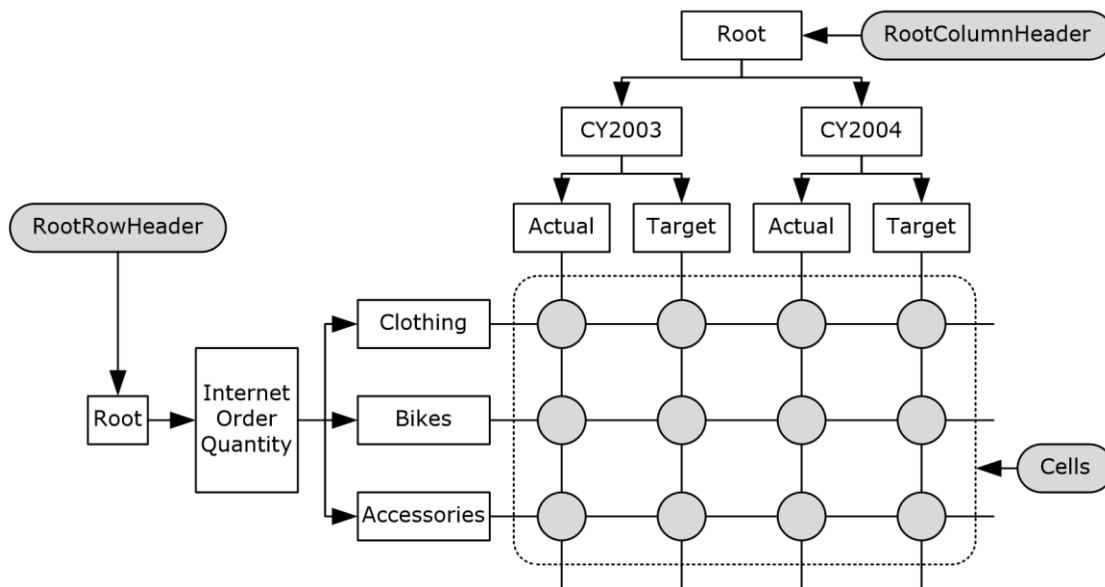 Root
RootColumnHeader
CY2003
CY2004
Actual
Target
Actual
Target
RootRowHeader
Clothing
Internet
Order
Quantity
Root
Bikes
Cells
Accessories